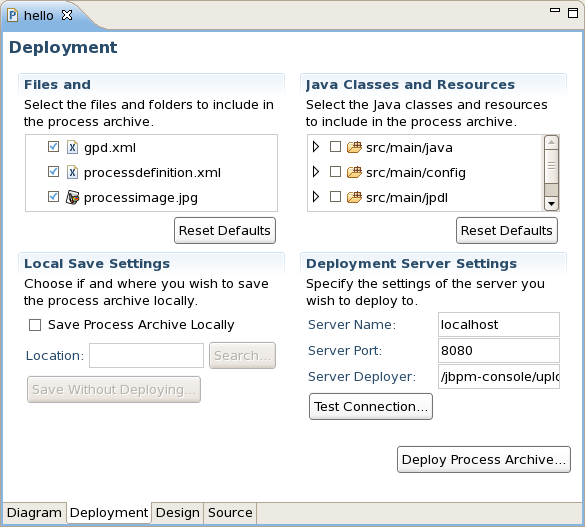 hello
Deployment
Files and
Select the files and folders to include in
the process archive.
gpd.xml
processdefinition.xml
processimage.jpg
Reset Defaults
Java Classes and Resources
Select the Java classes and resources
to include in the process archive.
src/main/java
src/main/config
src/main/jpdl
Reset Defaults
Local Save Settings
Choose if and where you wish to save
the process archive locally.
Save Process Archive Locally
Location:
Search...
Save Without Deploying...
Deployment Server Settings
Specify the settings of the server you
wish to deploy to.
Server Name: localhost
Server Port: 8080
Server Deployer: /jbpm-console/uplo
Test Connection...
Deploy Process Archive...
Diagram Deployment Design Source